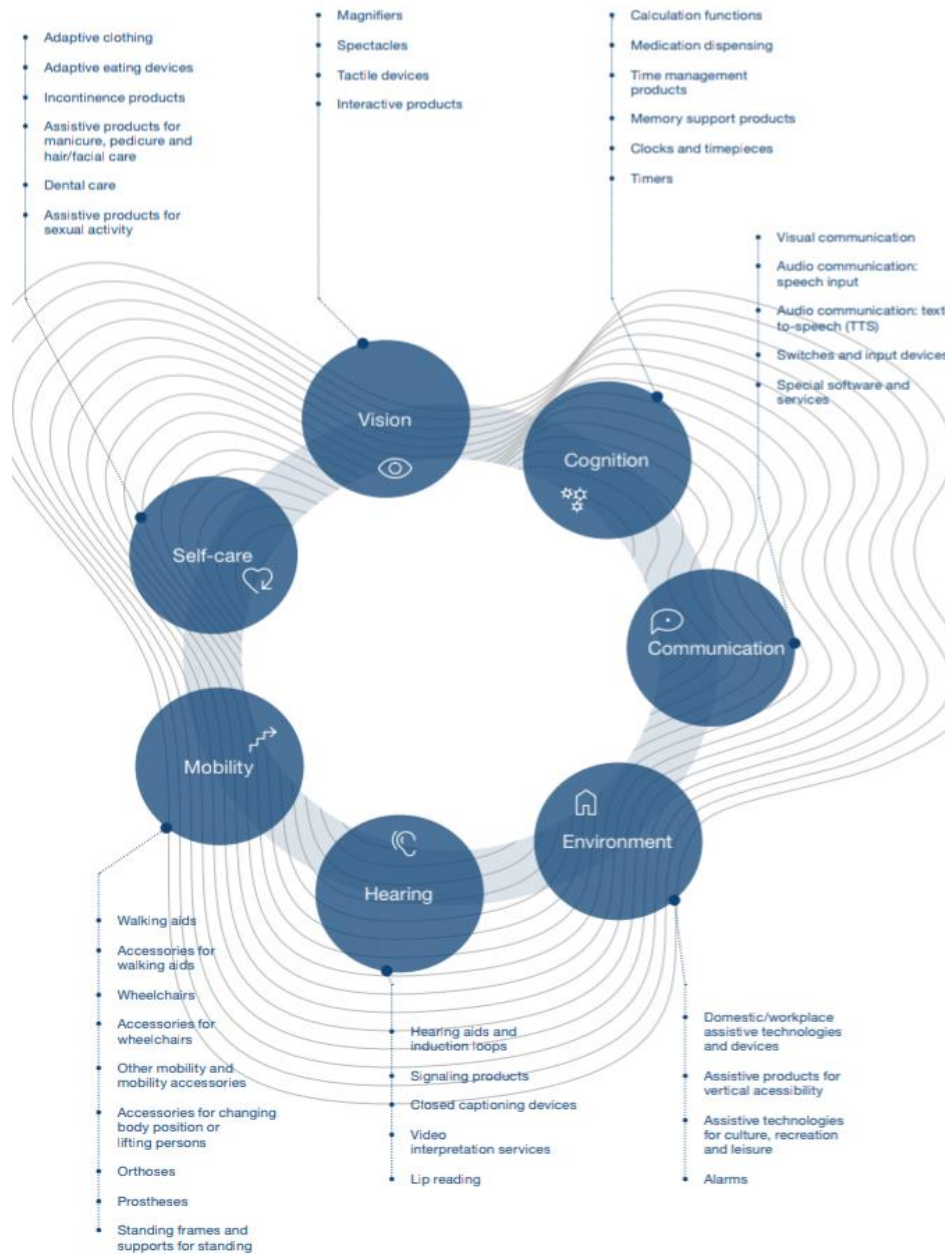 Adaptive clothing
Adaptive eating devices
Incontinence products
Assistive products for
manicure, pedicure and
hair/facial care
Dental care
Assistive products for
sexual activity
Magnifiers
Spectacles
Tactile devices
Interactive products
Calculation functions
Medication dispensing
Time management
products
Memory support products
Clocks and timepieces
Timers
Visual communication
Audio communication:
speech input
Audio communication: text
to-speech (TTS)
Switches and input devices
Special software and
services
Vision
Cognition
Self-care
Communication
Mobility
Environment
Hearing
Walking aids
Accessories for
walking aids
Wheelchairs
Accessories for
wheelchairs
Other mobility and
mobility accessories
Accessories for changing
body position or
lifting persons
Orthoses
Prostheses
Standing frames and
supports for standing
Hearing aids and
induction loops
Signaling products
Closed captioning devices
Video
interpretation services
Lip reading
Domestic/workplace
assistive technologies
and devices
Assistive products for
vertical acessibility
Assistive technologies
for culture, recreation
and leisure
Alarms